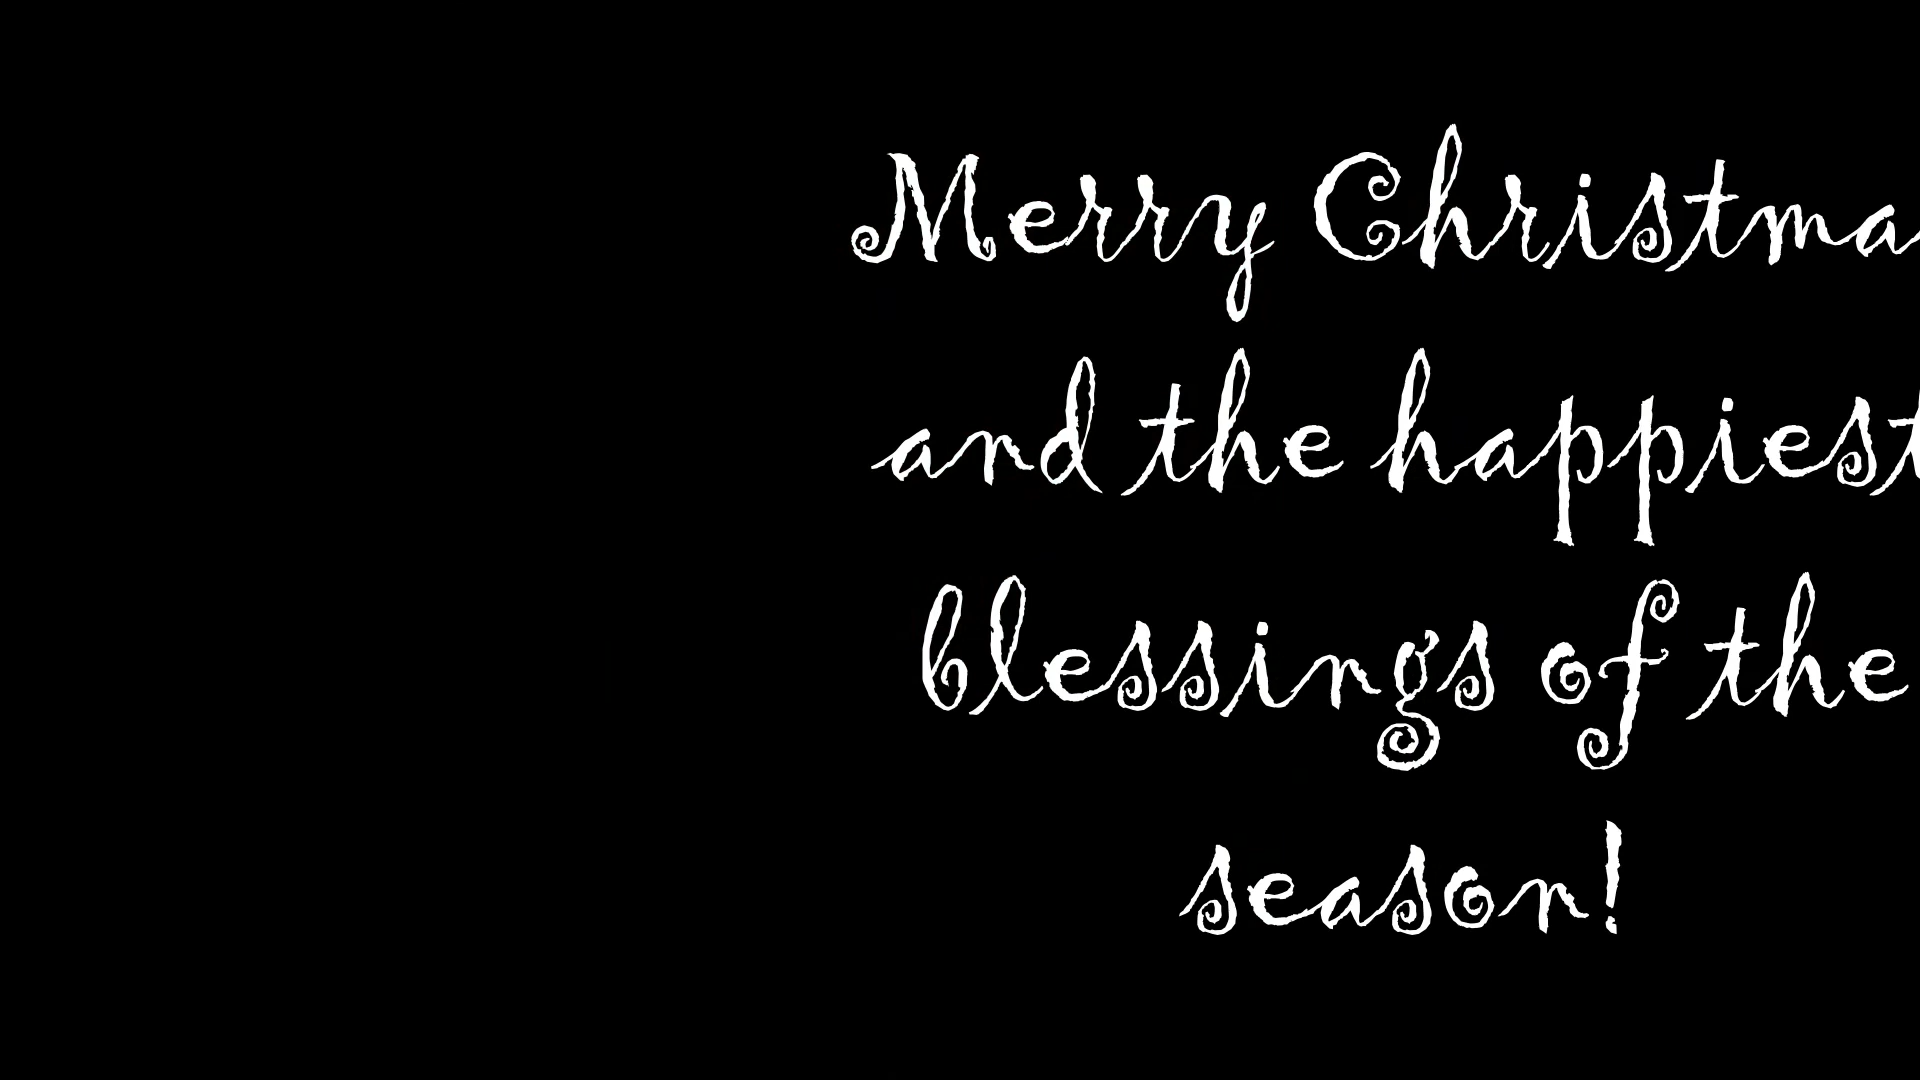 Merry Christma
and the happiest
blessings of the
season!